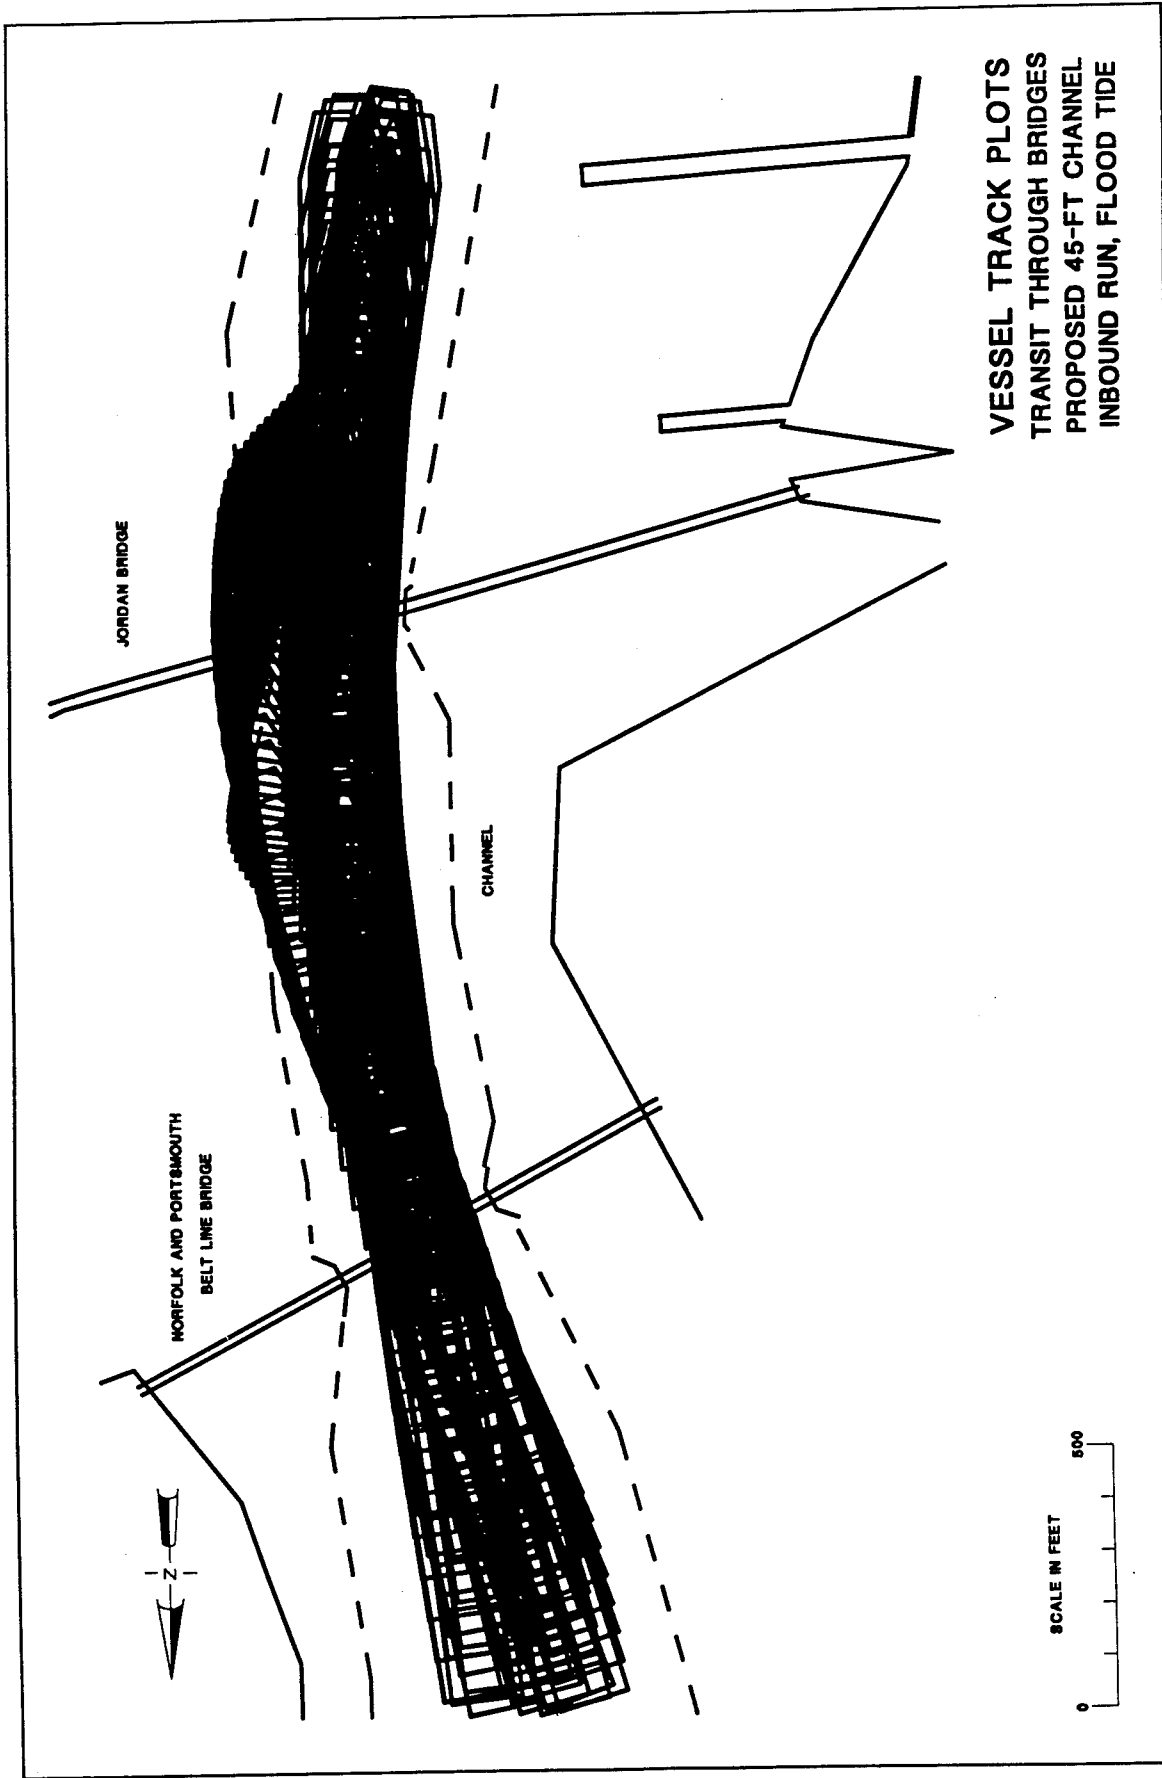 JORDAN BRIDGE
NORFOLK AND PORTSMOUTH
BELT LINE BRIDGE
CHANNEL
N
SCALE IN FEET
0 500
VESSEL TRACK PLOTS
TRANSIT THROUGH BRIDGES
PROPOSED 45-FT CHANNEL
INBOUND RUN, FLOOD TIDE